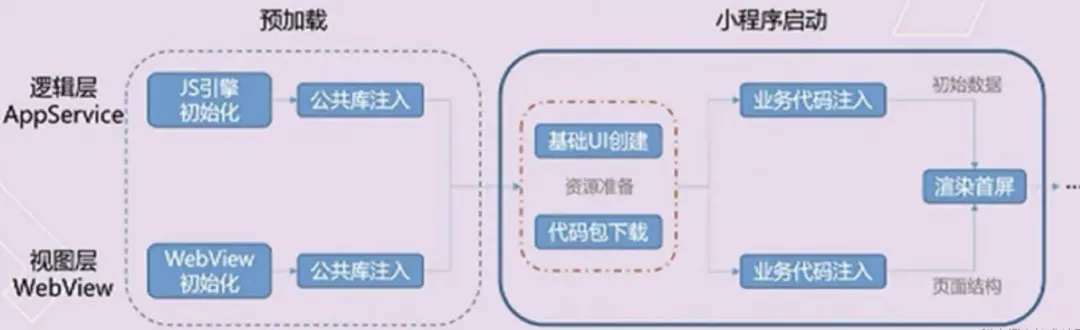 预加载
小程序启动
逻辑层
AppService
JS引擎
初始化
公共库注入
基础UI创建
资源准备
代码包下载
业务代码注入
初始数据
渲染首屏
...
视图层
WebView
WebView
初始化
公共库注入
业务代码注入
页面结构